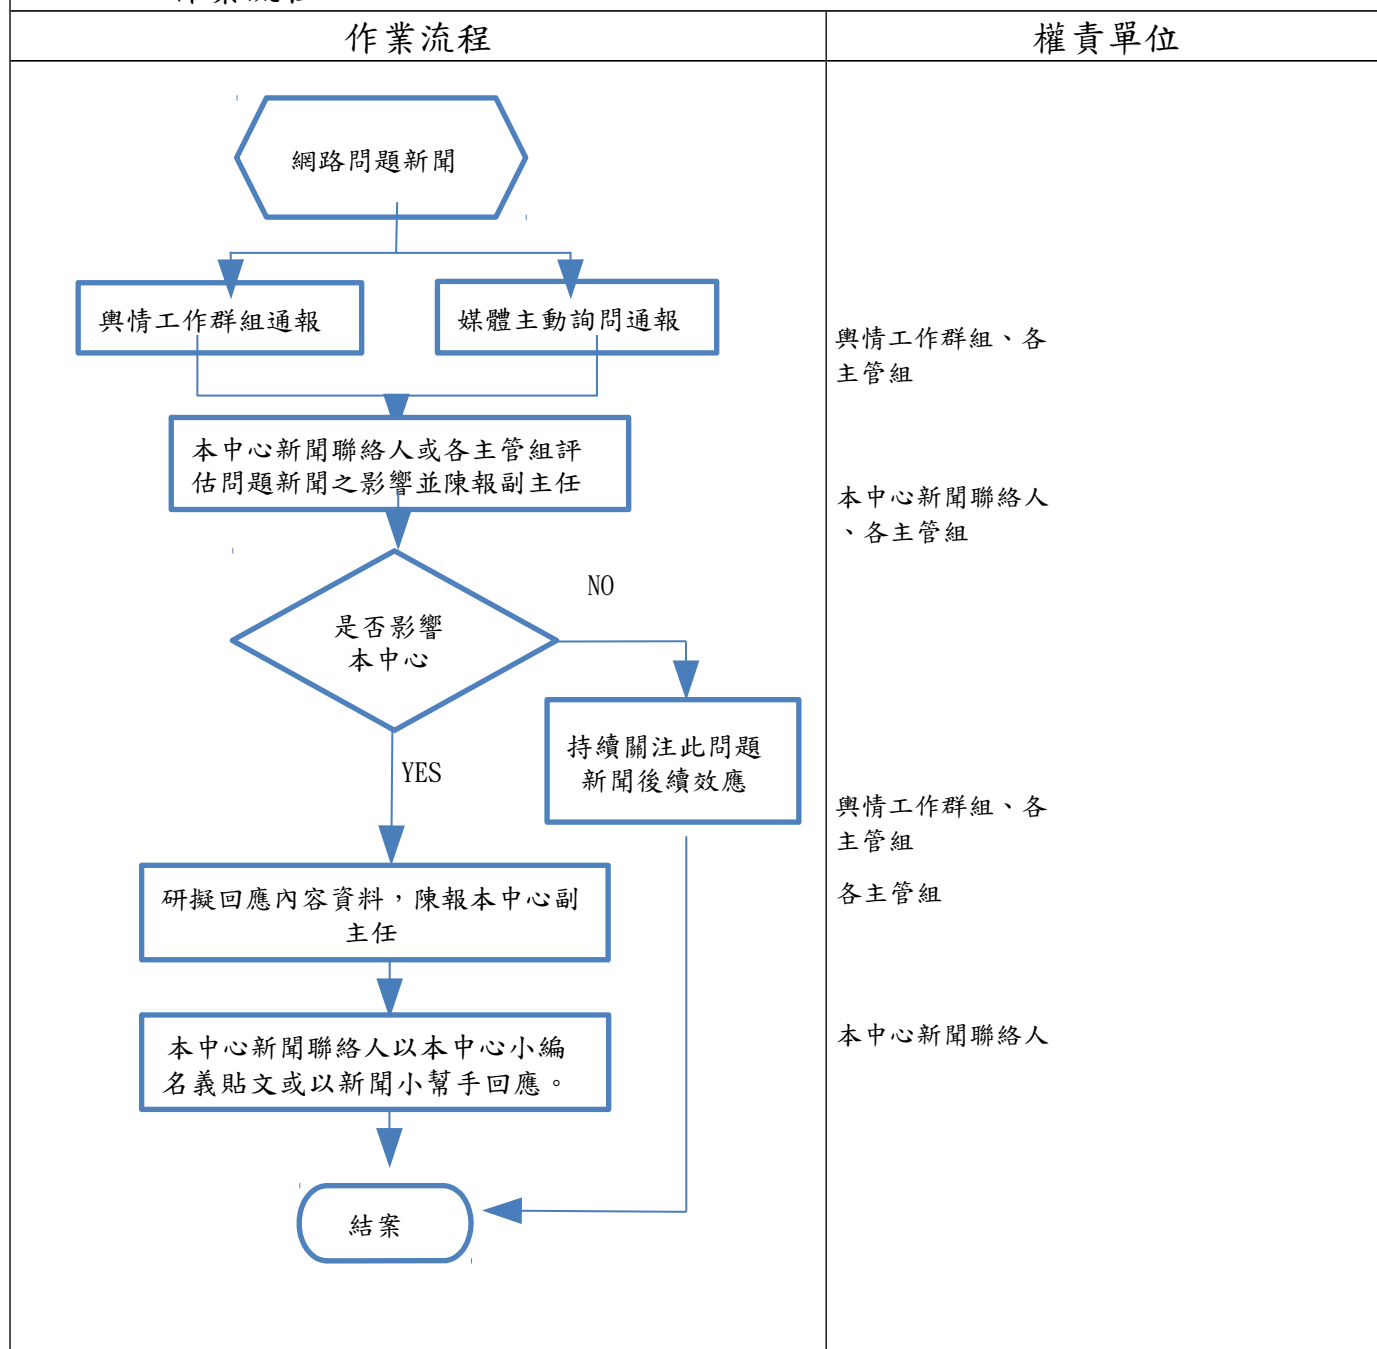 作業流程
權責單位
網路問題新聞
輿情工作群組通報
媒體主動詢問通報
輿情工作群組、各
主管組
本中心新聞聯絡人或各主管組評
估問題新聞之影響並陳報副主任
本中心新聞聯絡人
、各主管組
NO
是否影響
本中心
YES
持續關注此問題
新聞後續效應
輿情工作群組、各
主管組
研擬回應內容資料，陳報本中心副
主任
各主管組
本中心新聞聯絡人以本中心小編
名義貼文或以新聞小幫手回應。
本中心新聞聯絡人
結案